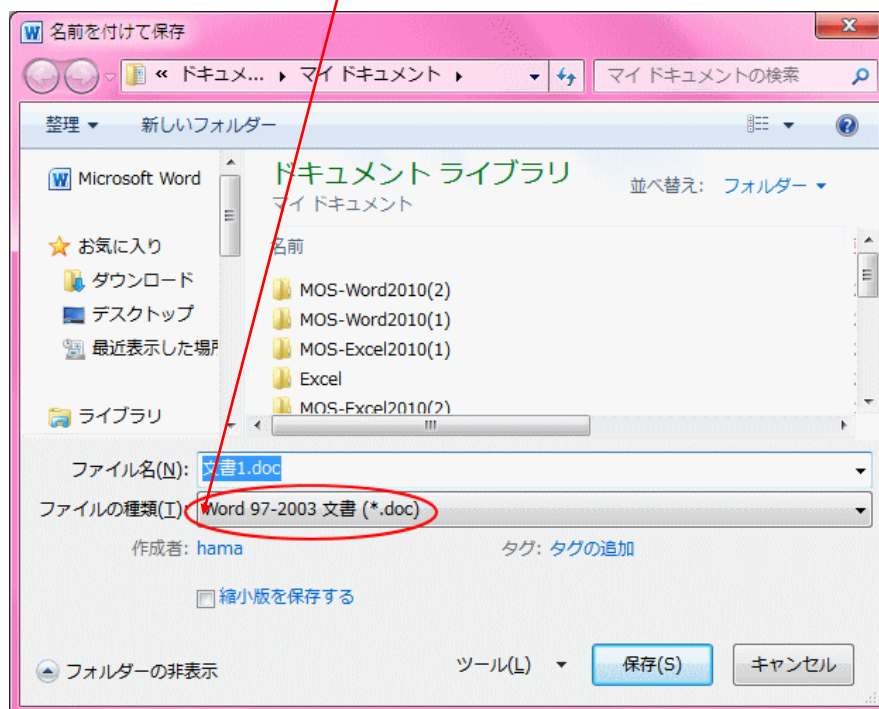 名前を付けて保存
« ドキュメ... ▸ マイ ドキュメント ▸
マイ ドキュメントの検索
整理 ▼ 新しいフォルダー
Microsoft Word
お気に入り
ダウンロード
デスクトップ
最近表示した場所
ライブラリ
ドキュメント ライブラリ
マイ ドキュメント
並べ替え: フォルダー ▼
名前
MOS-Word2010(2)
MOS-Word2010(1)
MOS-Excel2010(1)
Excel
MOS-Excel2010(2)
ファイル名(N): 文書1.doc
ファイルの種類(T): Word 97-2003 文書 (*.doc)
作成者: hama タグ: タグの追加
縮小版を保存する
フォルダーの非表示
ツール(L) ▼ 保存(S) キャンセル